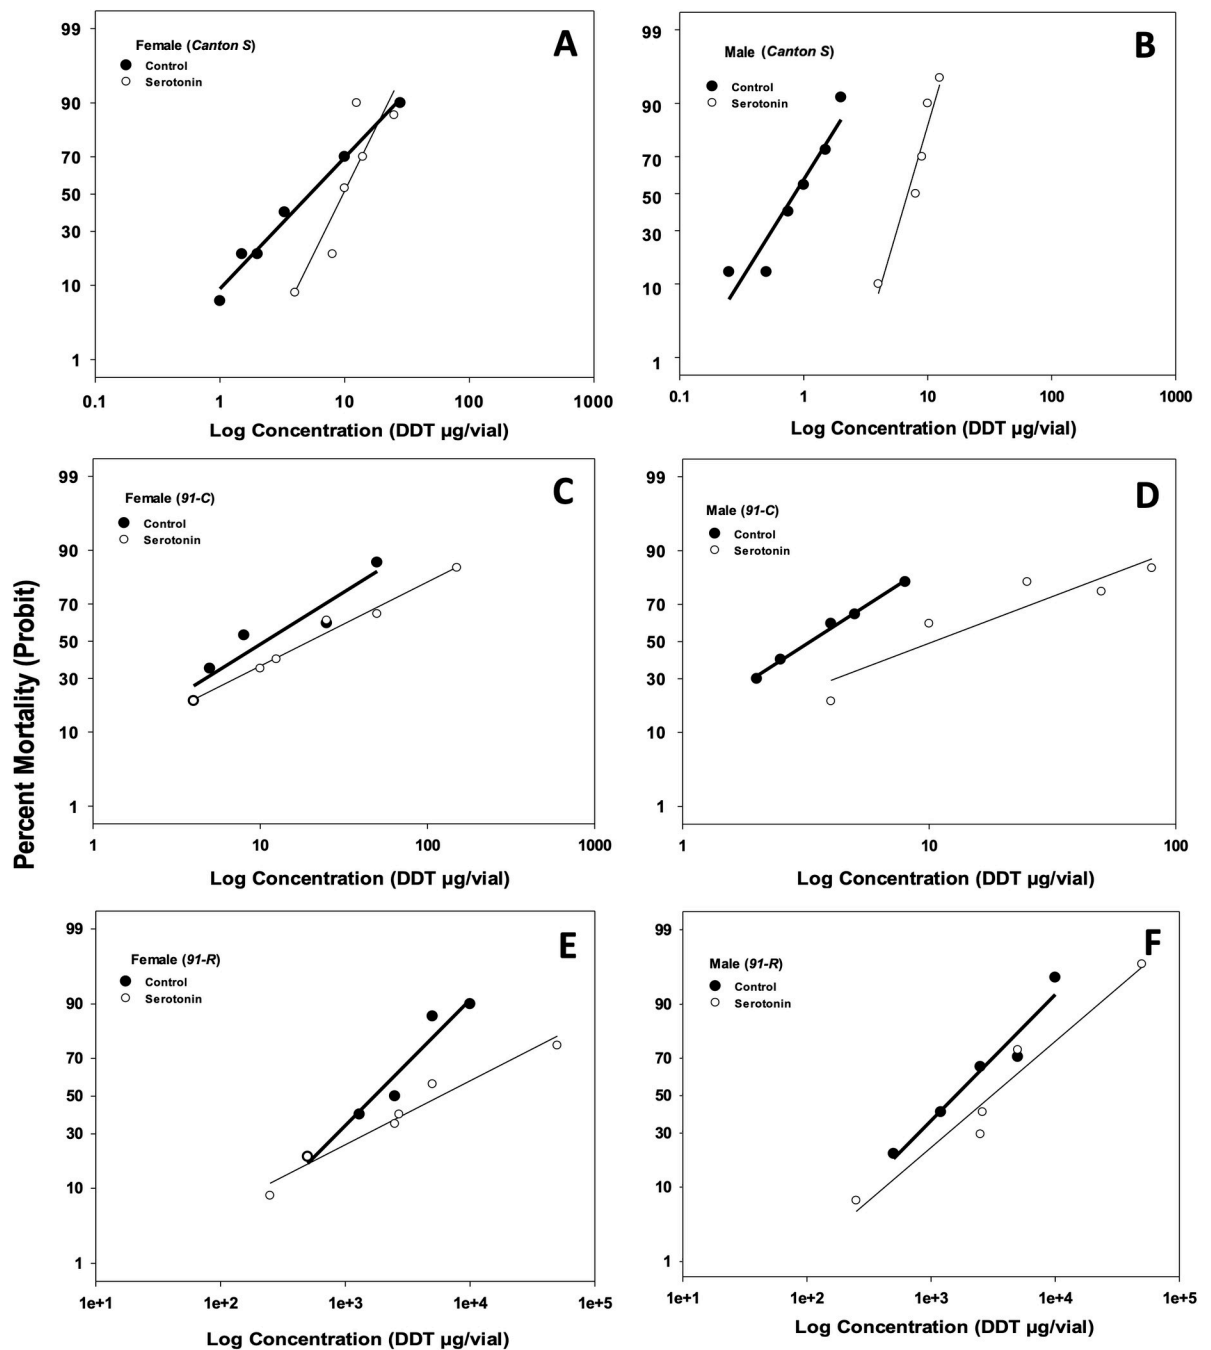 Percent Mortality (Probit)
A
Female (Canton S)
Control
Serotonin
99
90
70
50
30
10
1
0.1 1 10 100 1000
Log Concentration (DDT µg/vial)
B
Male (Canton S)
Control
Serotonin
99
90
70
50
30
10
1
0.1 1 10 100 1000
Log Concentration (DDT µg/vial)
C
Female (91-C)
Control
Serotonin
99
90
70
50
30
10
1
1 10 100 1000
Log Concentration (DDT µg/vial)
D
Male (91-C)
Control
Serotonin
99
90
70
50
30
10
1
1 10 100
Log Concentration (DDT µg/vial)
E
Female (91-R)
Control
Serotonin
99
90
70
50
30
10
1
1e+1 1e+2 1e+3 1e+4 1e+5
Log Concentration (DDT µg/vial)
F
Male (91-R)
Control
Serotonin
99
90
70
50
30
10
1
1e+1 1e+2 1e+3 1e+4 1e+5
Log Concentration (DDT µg/vial)